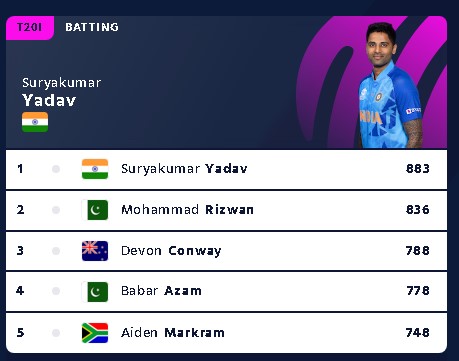 T20I BATTING
Suryakumar
Yadav
INDIA
1 Suryakumar Yadav 883
2 Mohammad Rizwan 836
3 Devon Conway 788
4 Babar Azam 778
5 Aiden Markram 748